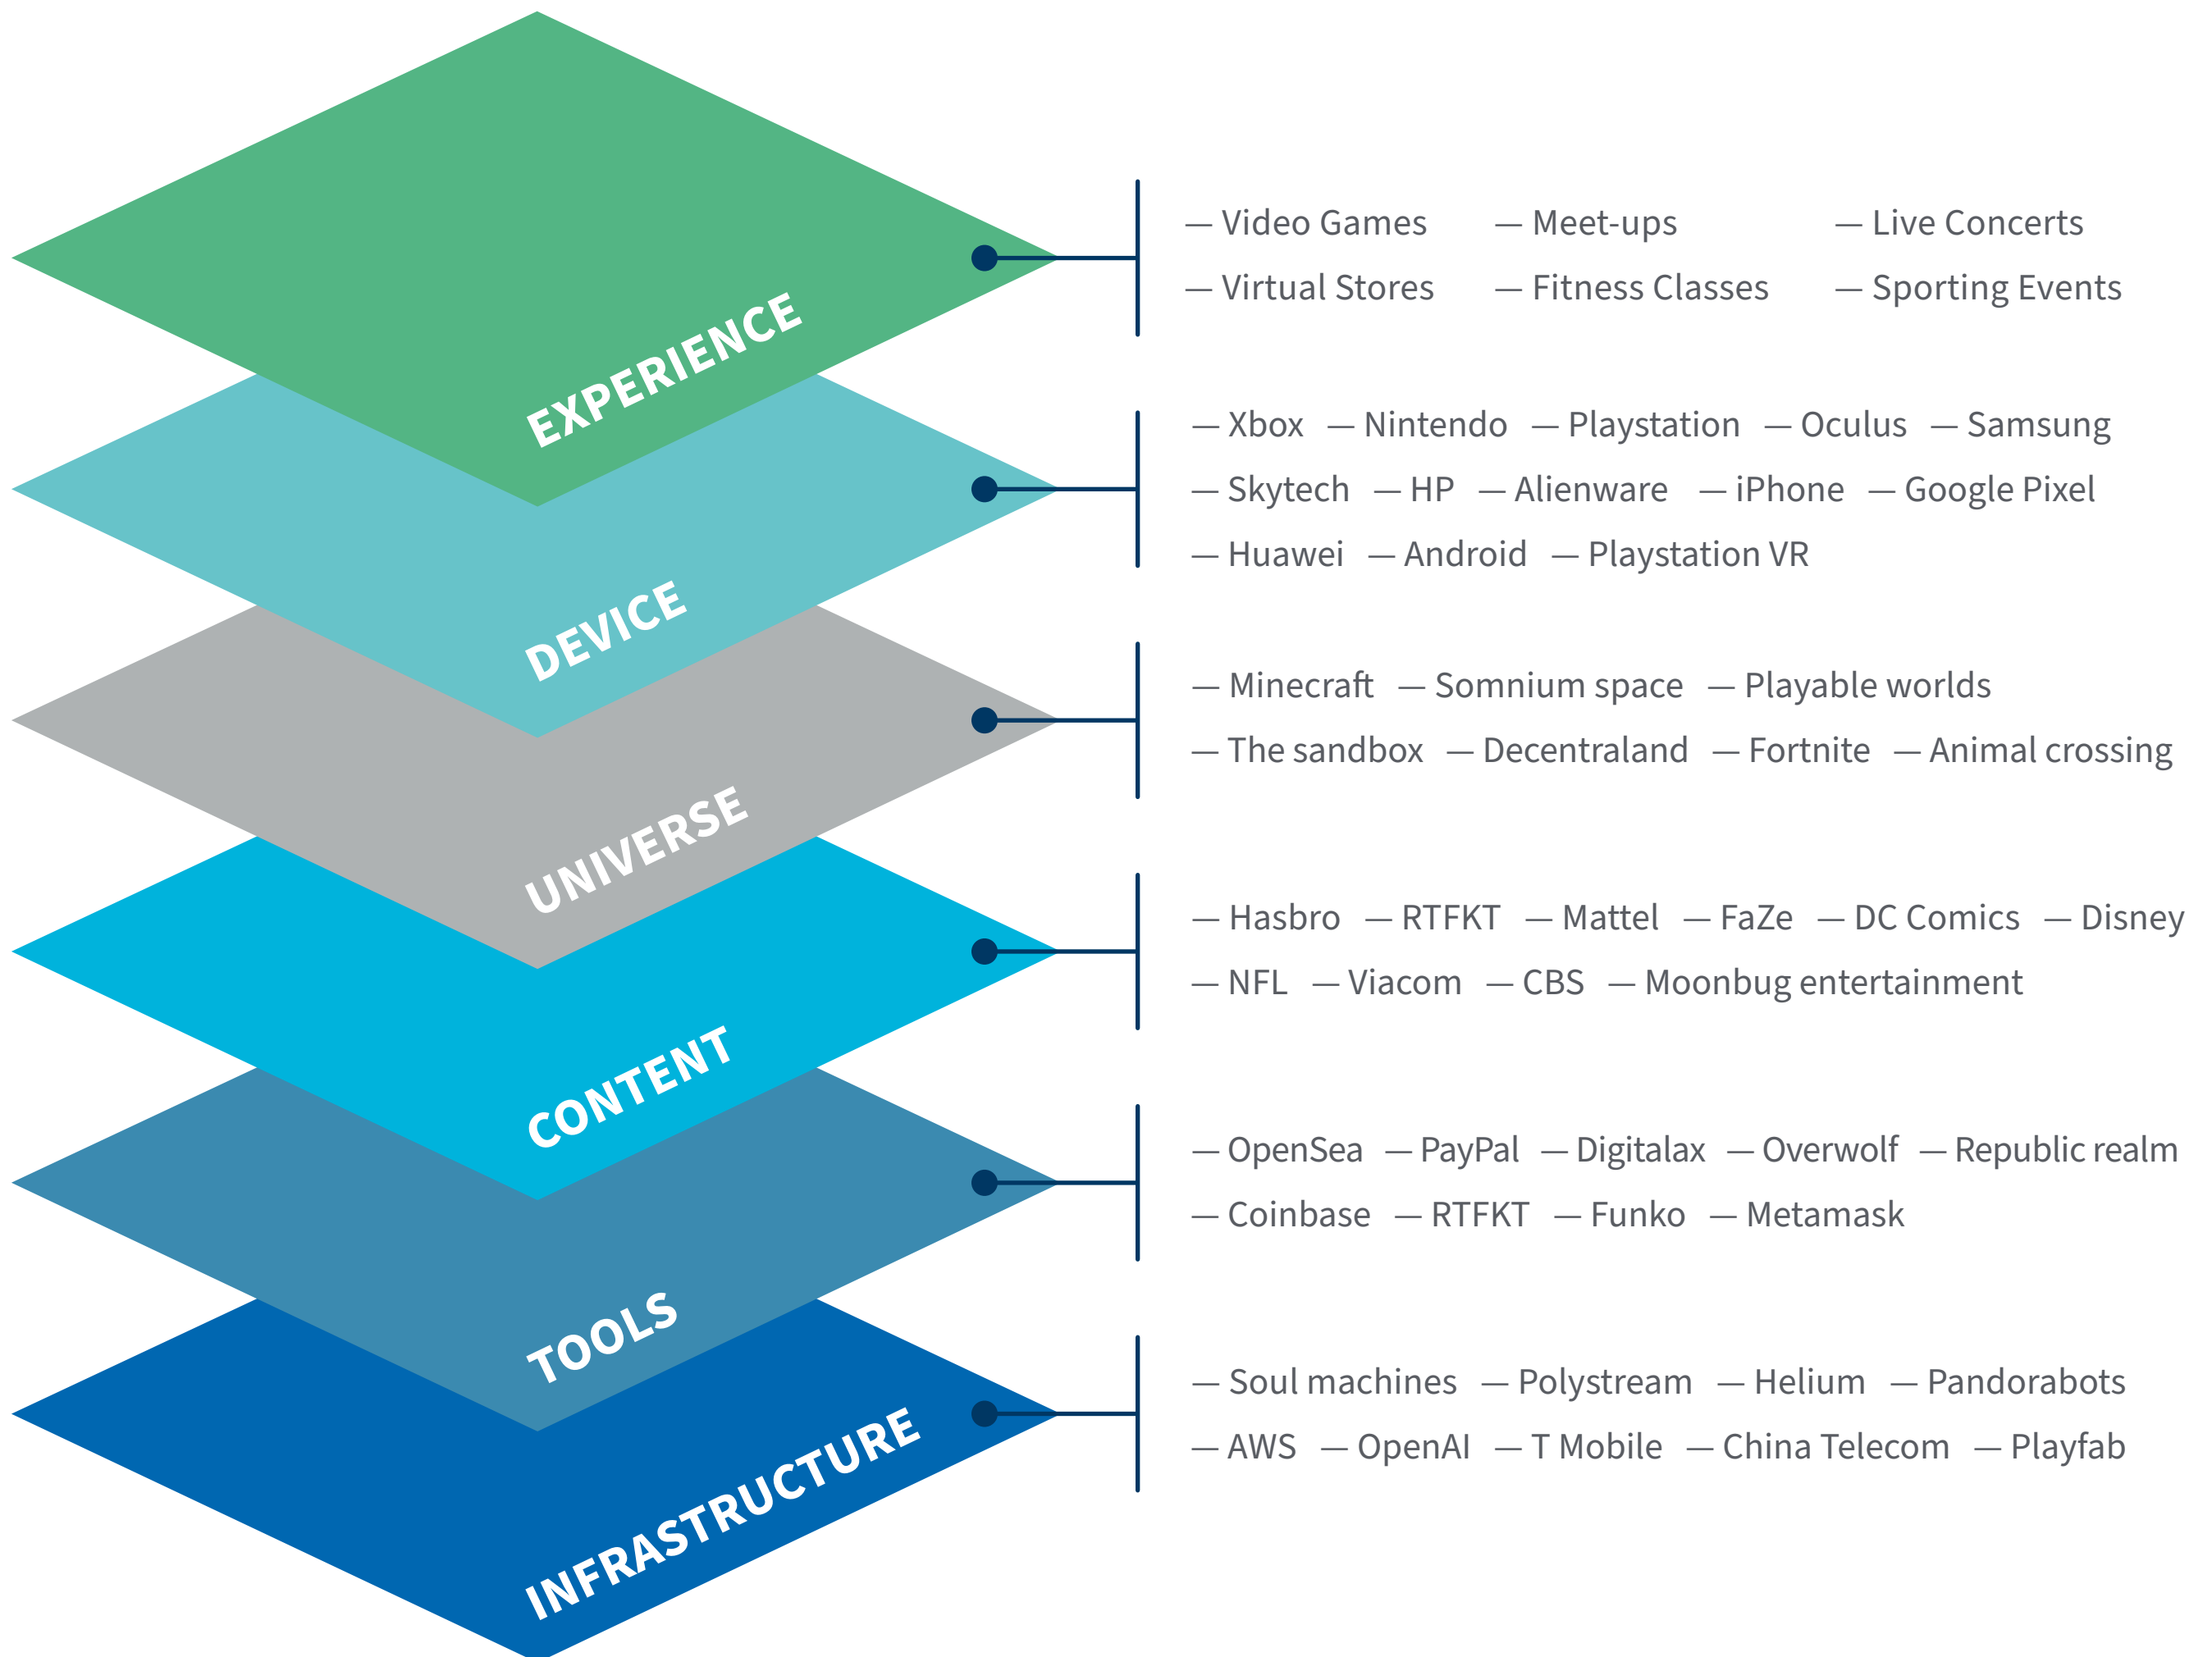 EXPERIENCE
— Video Games — Meet-ups — Live Concerts
— Virtual Stores — Fitness Classes — Sporting Events
DEVICE
— Xbox — Nintendo — Playstation — Oculus — Samsung
— Skytech — HP — Alienware — iPhone — Google Pixel
— Huawei — Android — Playstation VR
UNIVERSE
— Minecraft — Somnium space — Playable worlds
— The sandbox — Decentraland — Fortnite — Animal crossing
CONTENT
— Hasbro — RTFKT — Mattel — FaZe — DC Comics — Disney
— NFL — Viacom — CBS — Moonbug entertainment
TOOLS
— OpenSea — PayPal — Digitalax — Overwolf — Republic realm
— Coinbase — RTFKT — Funko — Metamask
INFRASTRUCTURE
— Soul machines — Polystream — Helium — Pandorabots
— AWS — OpenAI — T Mobile — China Telecom — Playfab